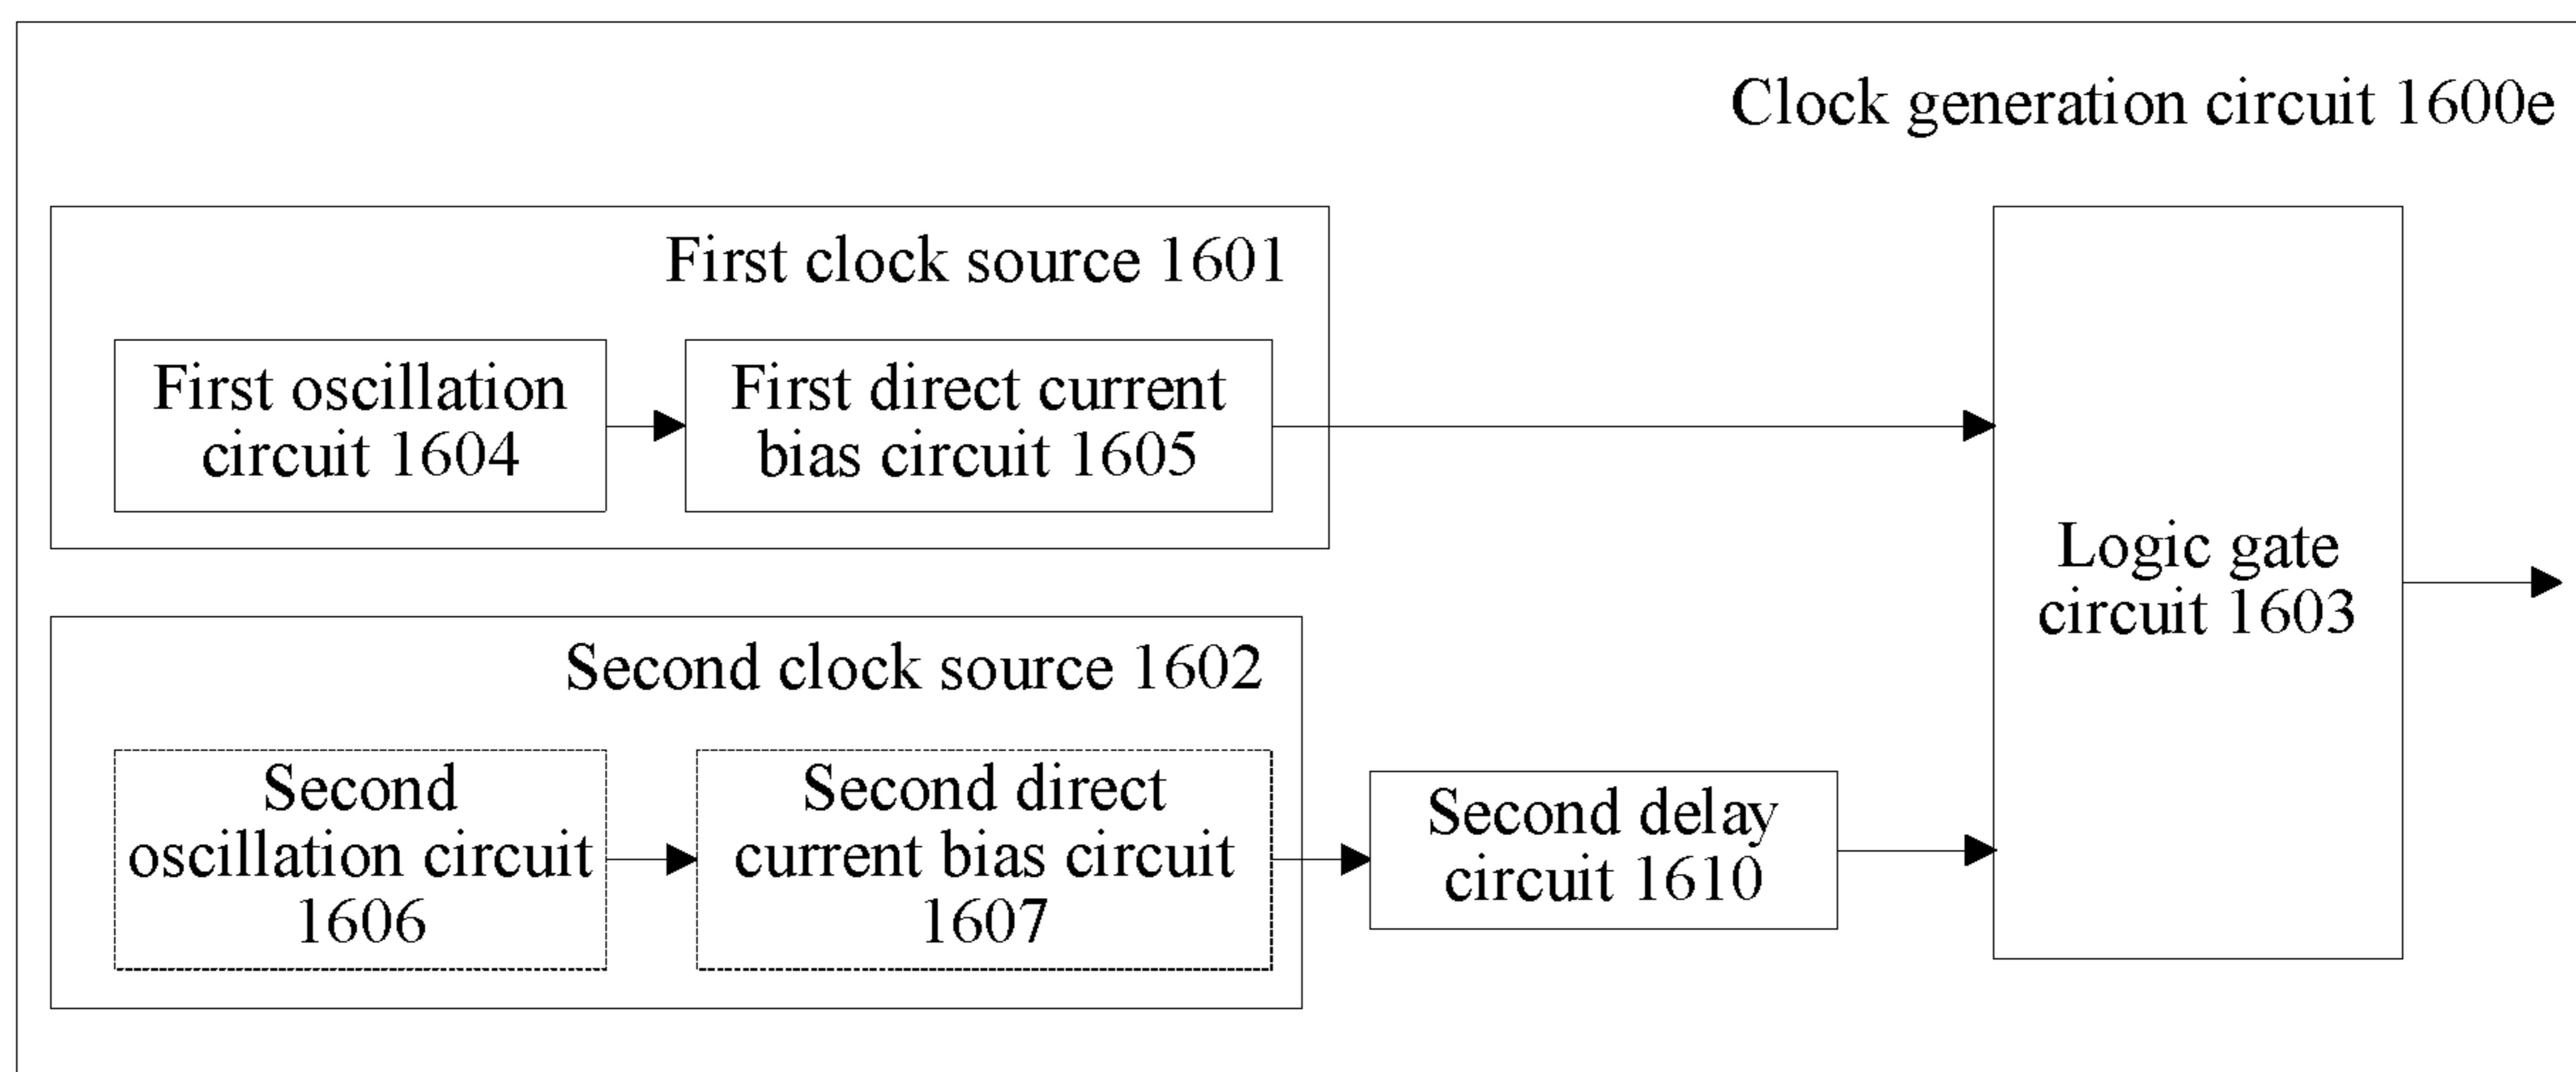 Clock generation circuit 1600e
First clock source 1601
First oscillation
circuit 1604
First direct current
bias circuit 1605
Logic gate
circuit 1603
Second clock source 1602
Second
oscillation circuit
1606
Second direct
current bias circuit
1607
Second delay
circuit 1610